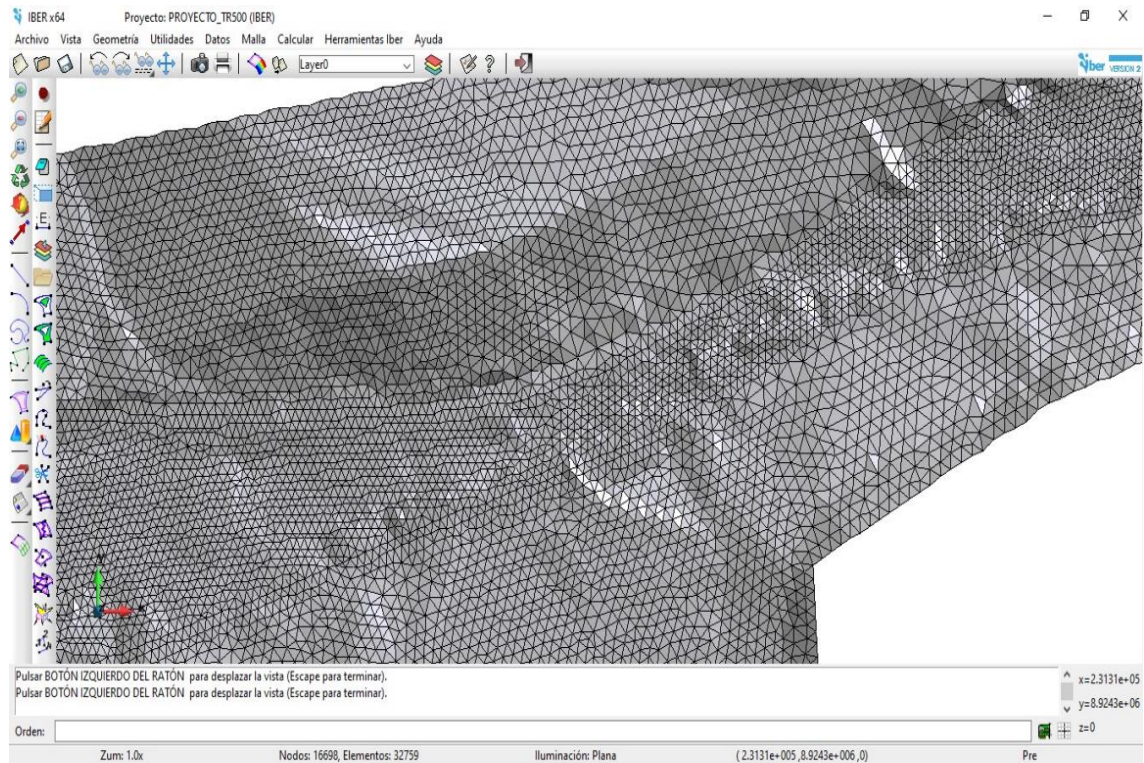 IBER x64 Proyecto: PROYECTO_TR500 (IBER)
Archivo Vista Geometría Utilidades Datos Malla Calcular Herramientas Iber Ayuda
Layer0
Iber VERSION 2
E
Pulsar BOTÓN IZQUIERDO DEL RATÓN para desplazar la vista (Escape para terminar).
Pulsar BOTÓN IZQUIERDO DEL RATÓN para desplazar la vista (Escape para terminar).
x=2.3131e+05
y=8.9243e+06
z=0
Orden:
Zum: 1.0x Nodos: 16698, Elementos: 32759 Iluminación: Plana ( 2.3131e+005 ,8.9243e+006 ,0) Pre